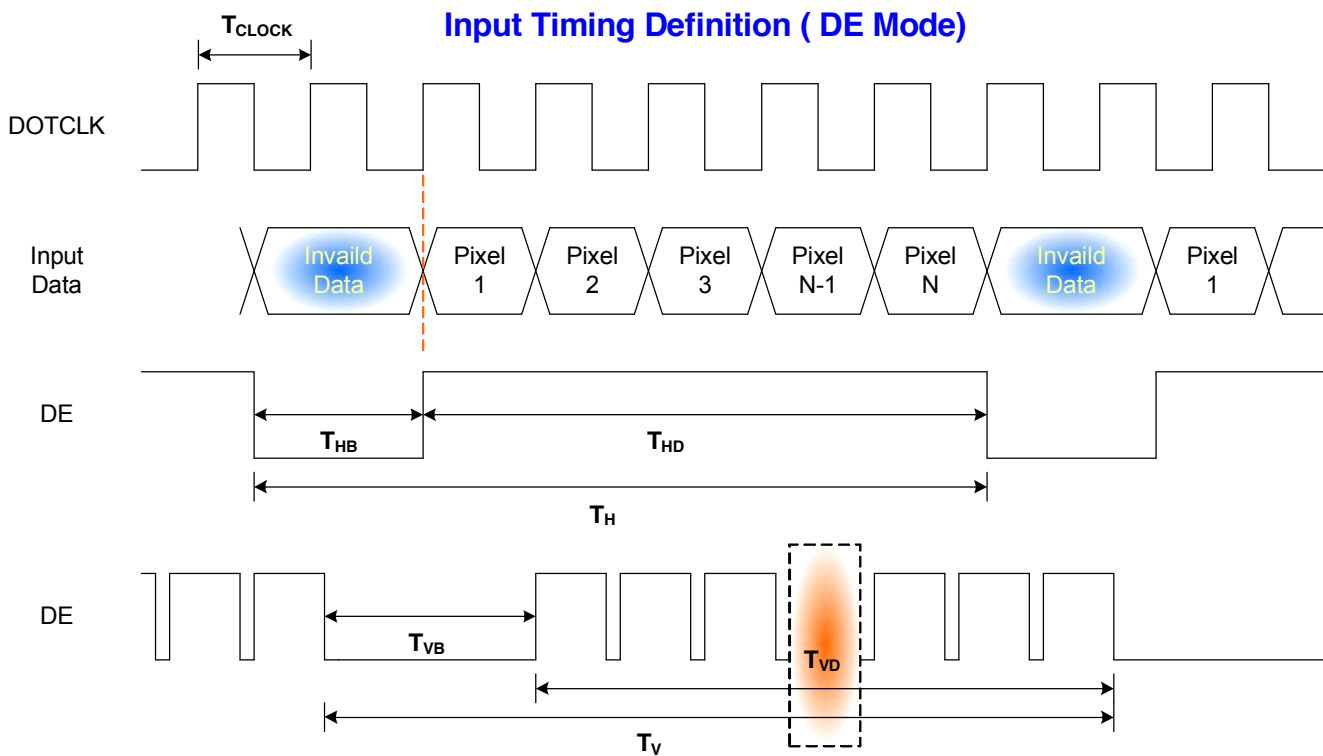 Input Timing Definition ( DE Mode)
TCLOCK
DOTCLK
Input
Data
Invaild
Data
Pixel
1
Pixel
2
Pixel
3
Pixel
N-1
Pixel
N
Invaild
Data
Pixel
1
DE
THB
THD
TH
DE
TVB
TVD
TV